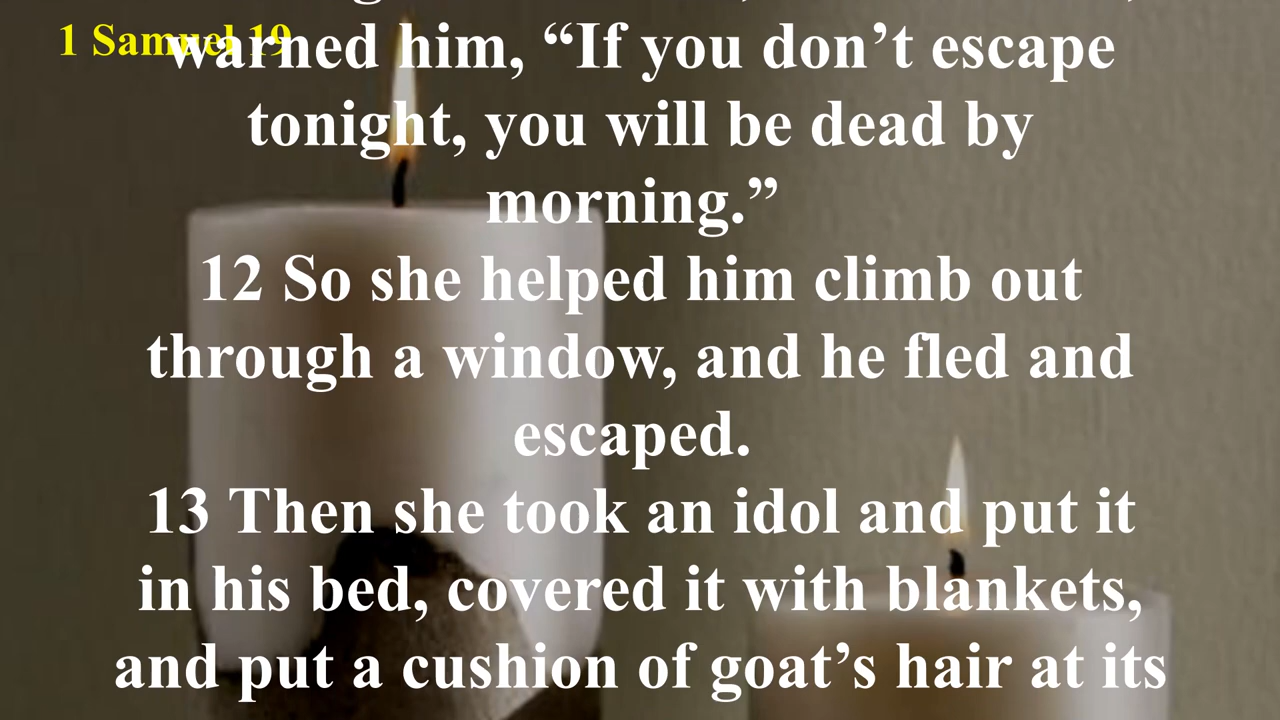 1 Samuel 19
warned him, “If you don’t escape
tonight, you will be dead by
morning.”
12 So she helped him climb out
through a window, and he fled and
escaped.
13 Then she took an idol and put it
in his bed, covered it with blankets,
and put a cushion of goat’s hair at its